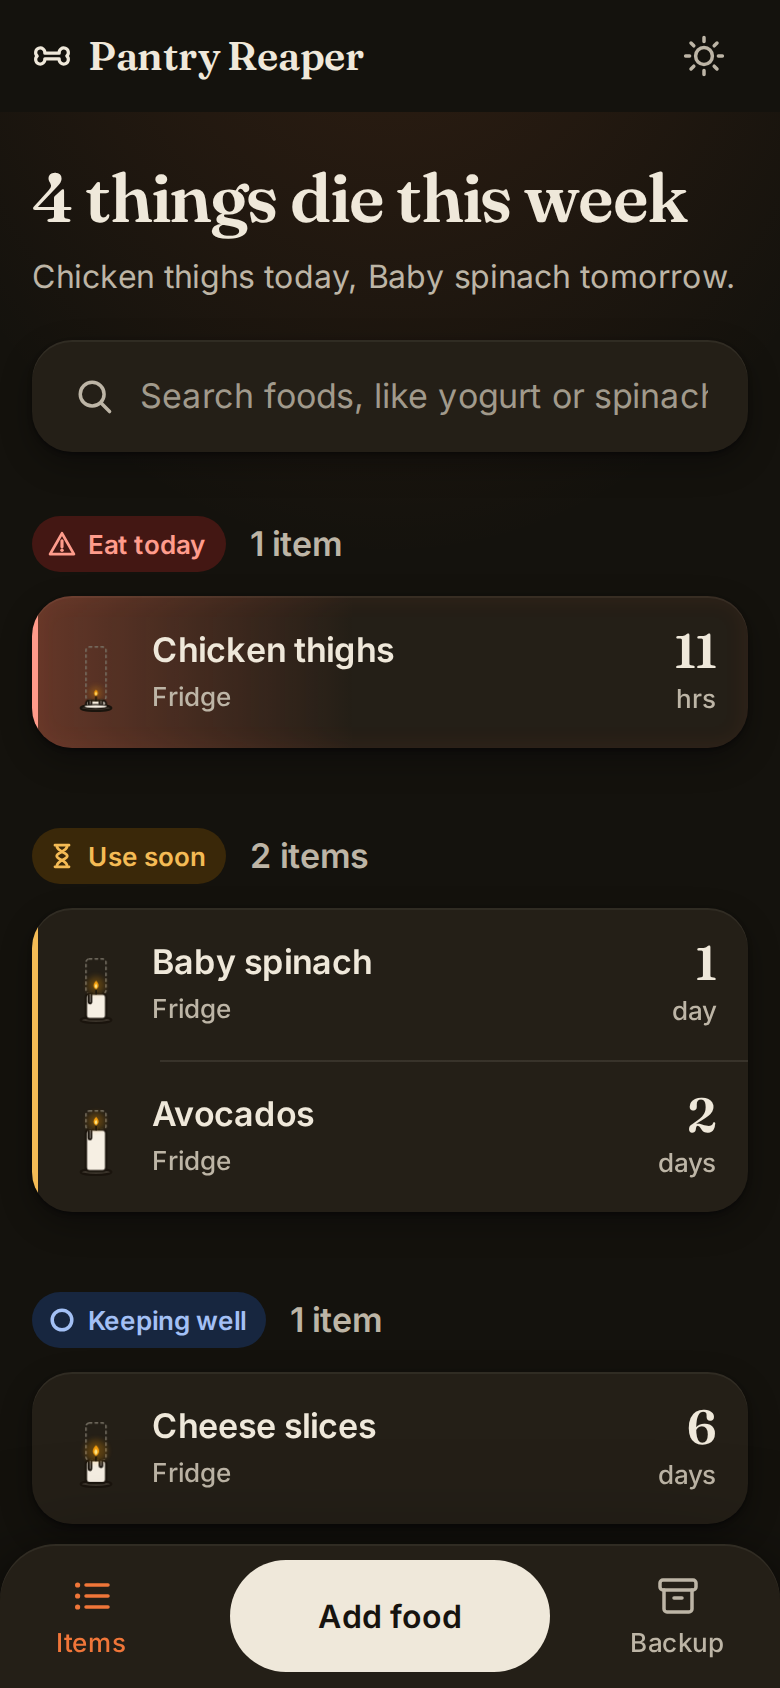 Pantry Reaper
4 things die this week
Chicken thighs today, Baby spinach tomorrow.
Search foods, like yogurt or spinach
Eat today
1 item
Chicken thighs
11
Fridge
hrs
Use soon
2 items
Baby spinach
1
Fridge
day
Avocados
2
Fridge
days
Keeping well
1 item
Cheese slices
6
Fridge
days
Items
Add food
Backup